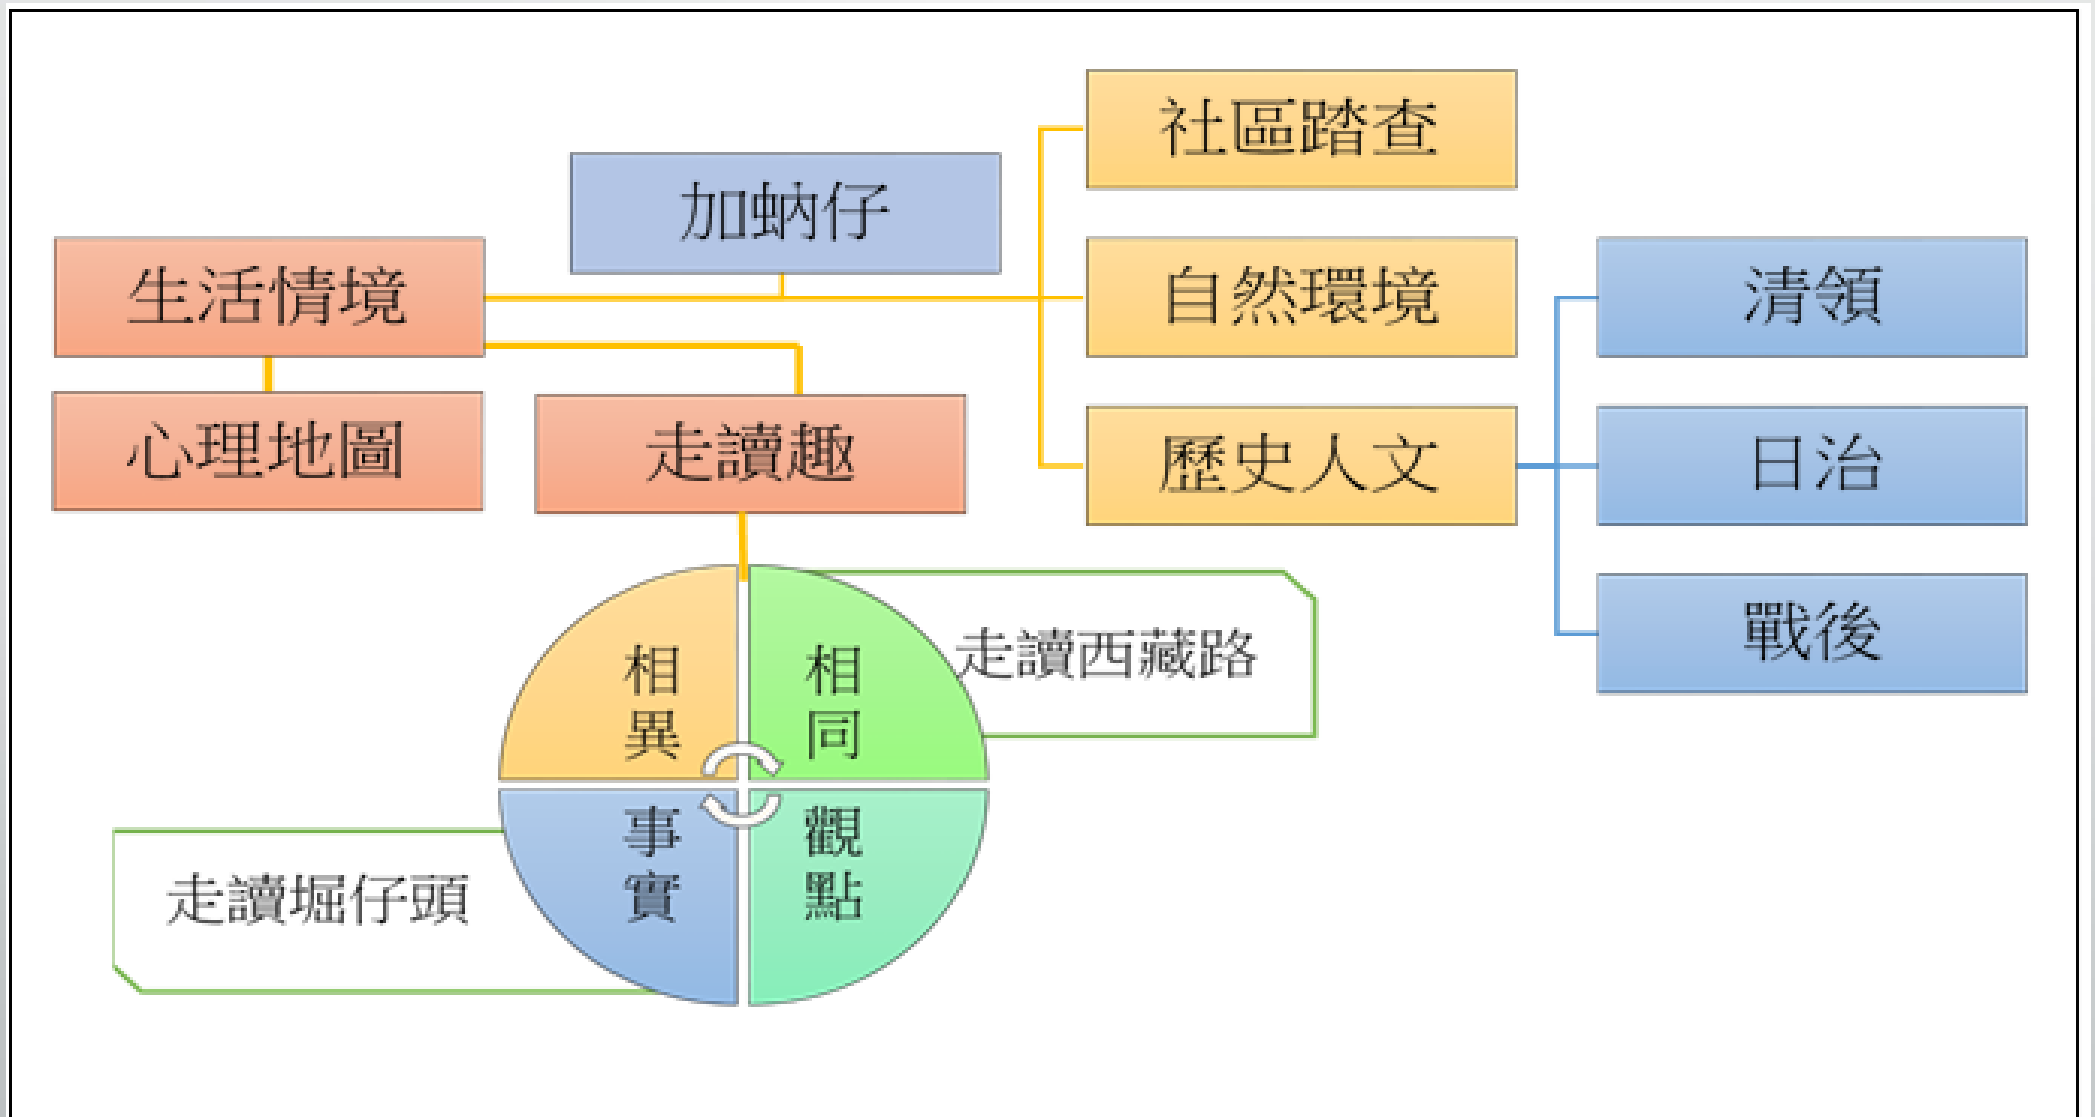 社區踏查
加蚋仔
生活情境
自然環境
清領
心理地圖
走讀趣
歷史人文
日治
戰後
相異
相同
走讀西藏路
事實
觀點
走讀堀仔頭